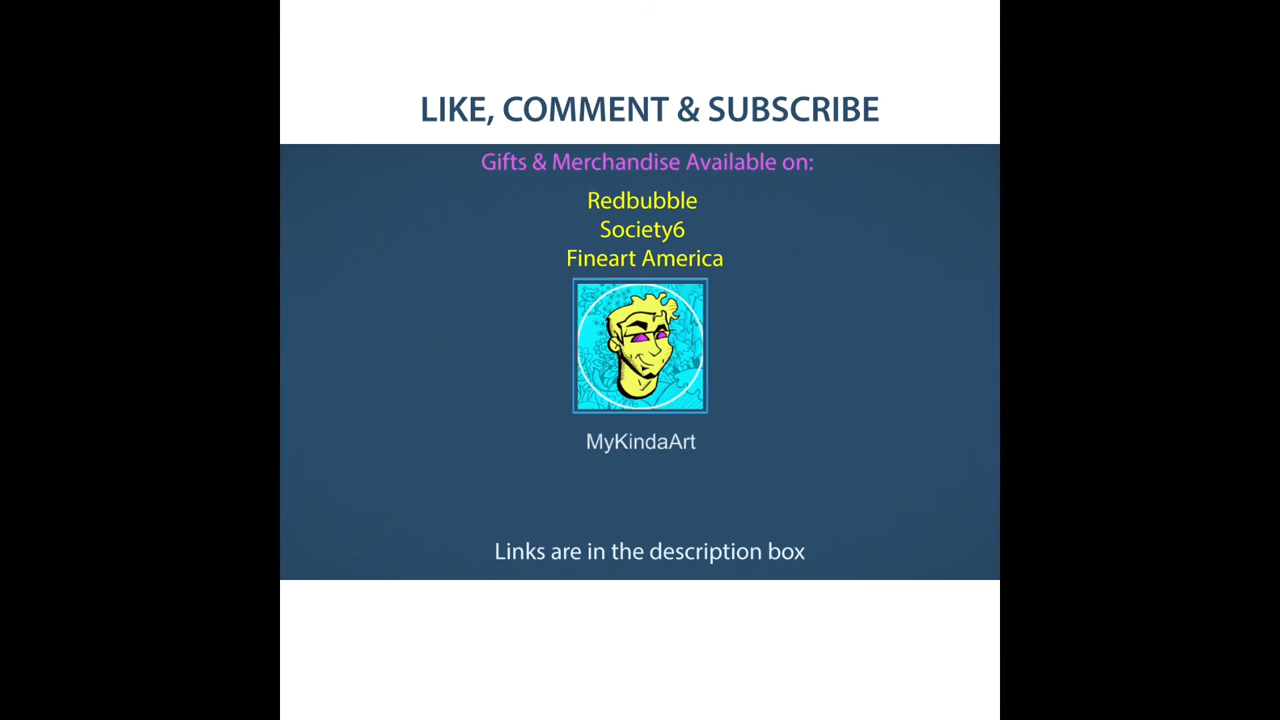 LIKE, COMMENT & SUBSCRIBE
Gifts & Merchandise Available on:
Redbubble
Society6
Fineart America
MyKindaArt
Links are in the description box